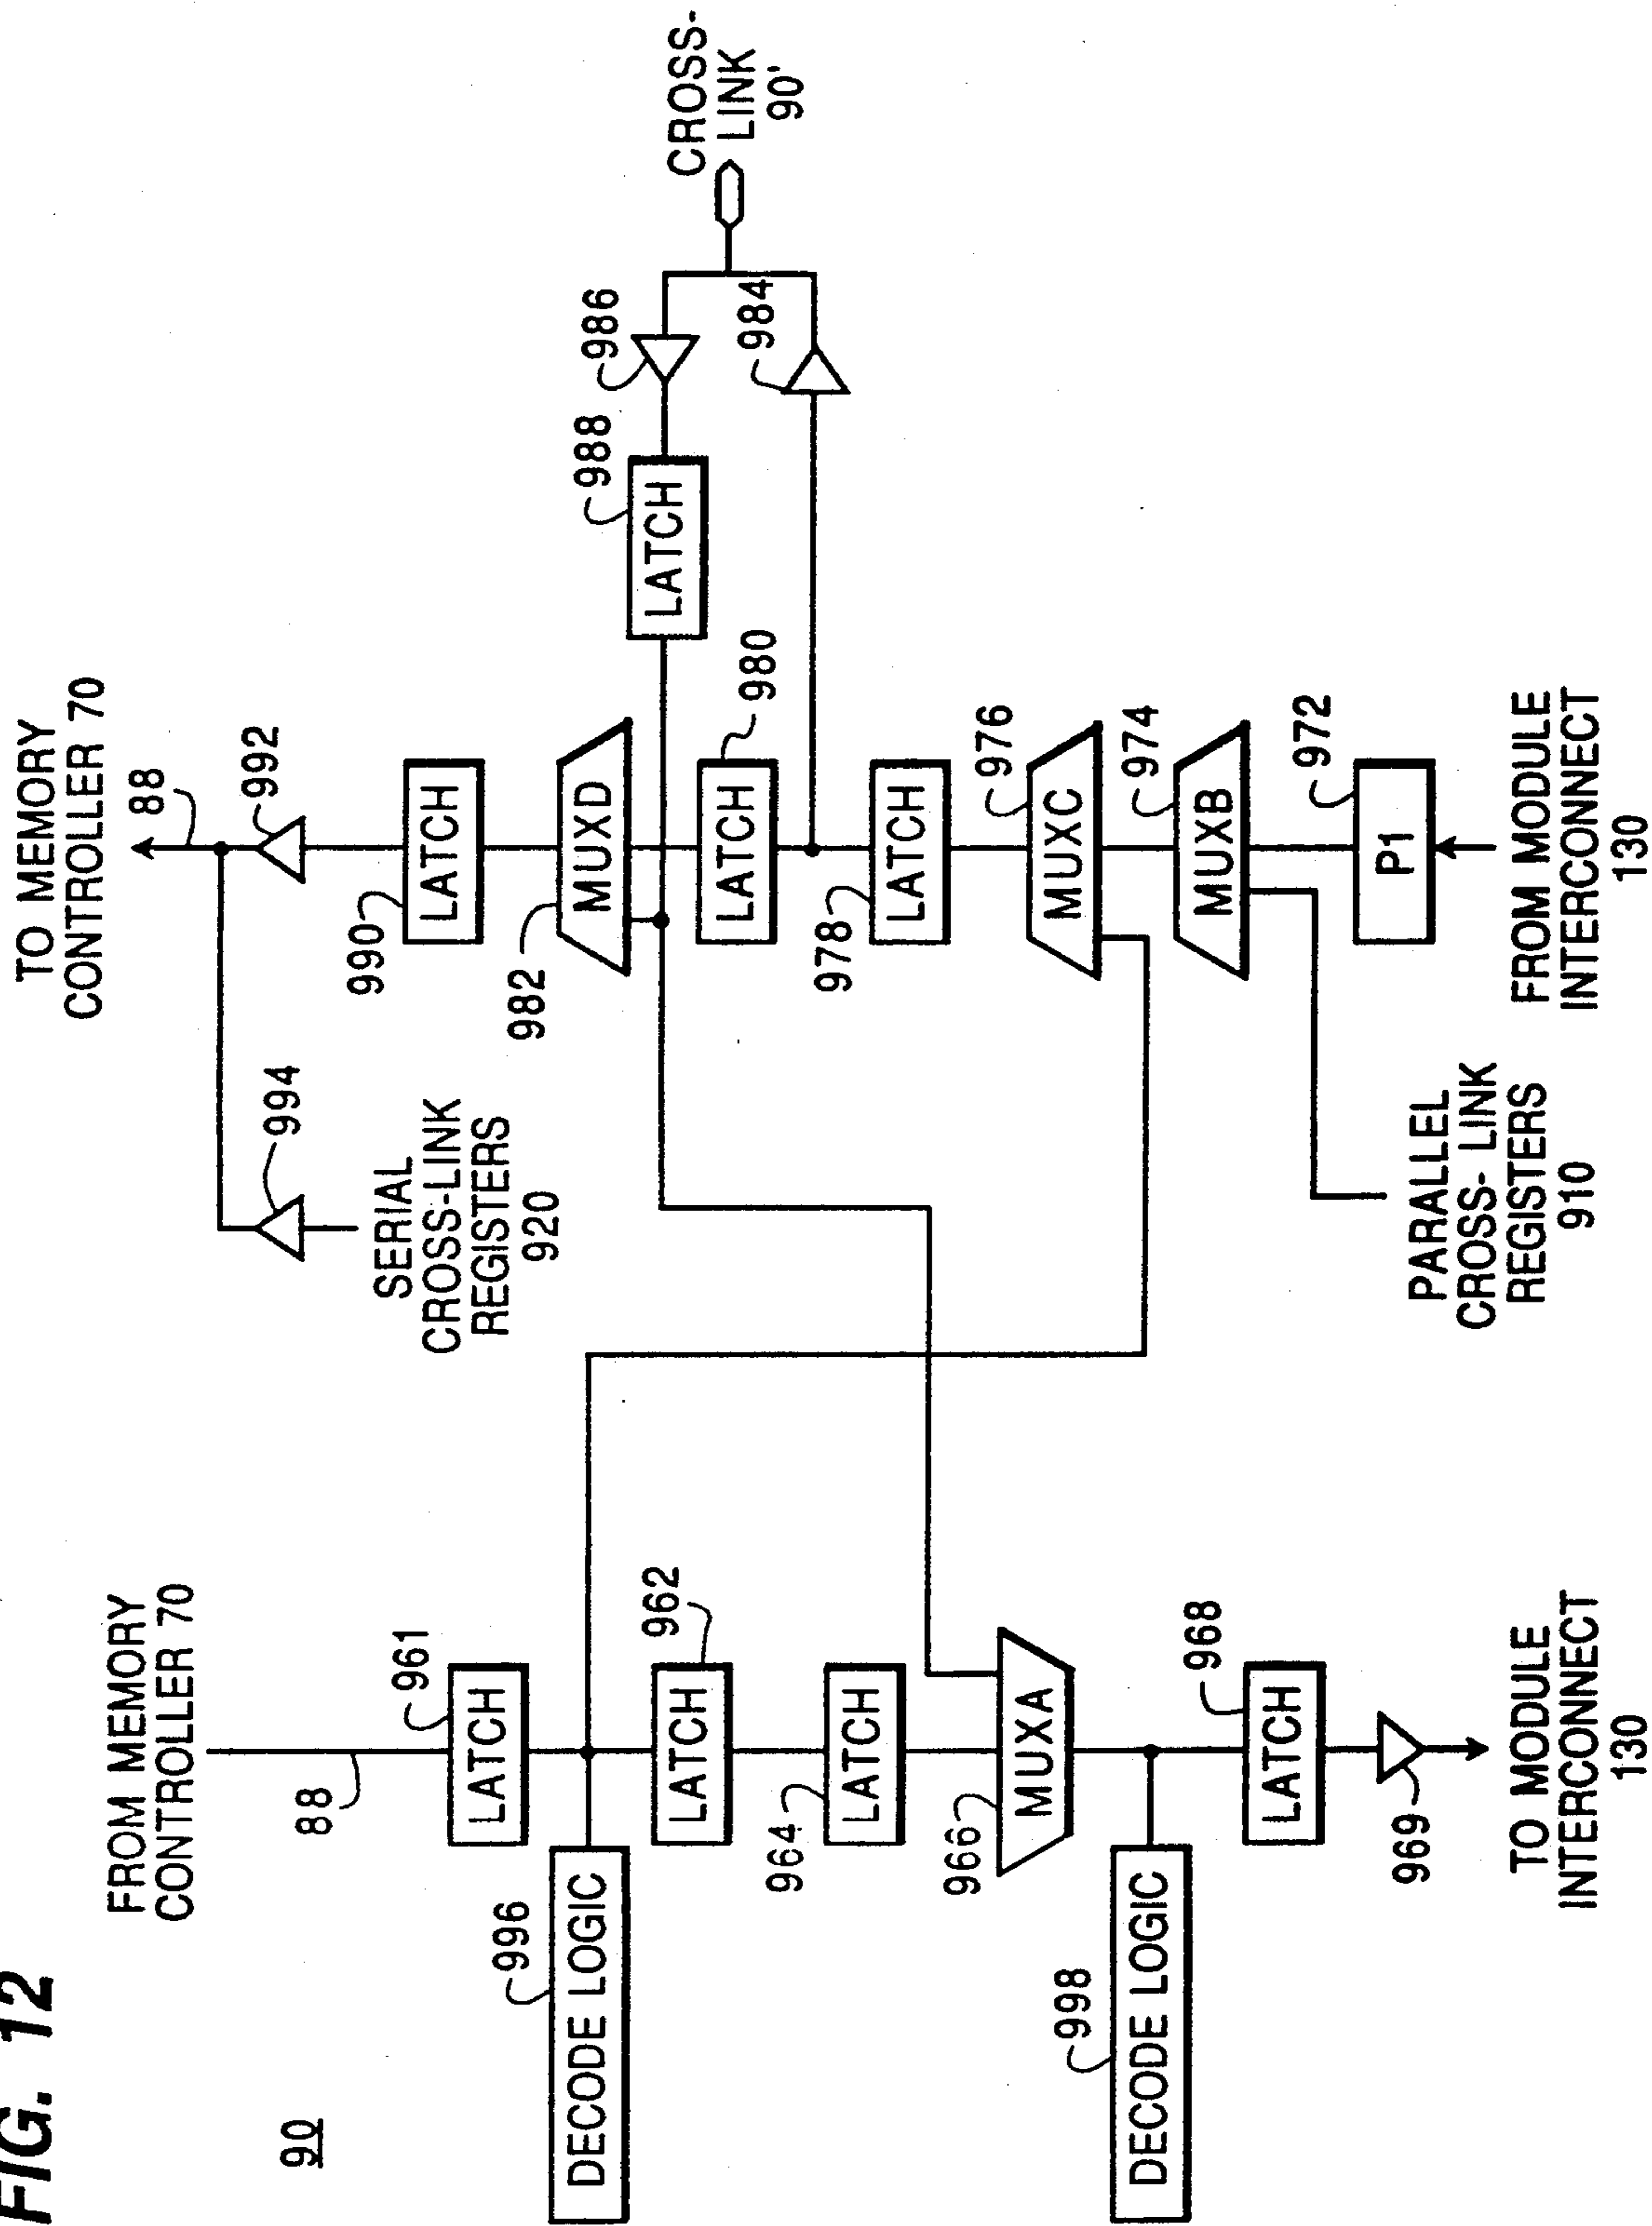 FIG. 12
90
FROM MEMORY
CONTROLLER 70
88
LATCH
961
DECODE LOGIC
996
LATCH
962
LATCH
964
MUXA
966
DECODE LOGIC
998
LATCH
968
969
TO MODULE
INTERCONNECT
130
TO MEMORY
CONTROLLER 70
88
992
994
SERIAL
CROSS-LINK
REGISTERS
920
LATCH
990
MUXD
982
LATCH
988
986
984
CROSS-
LINK
90'
LATCH
980
LATCH
978
MUXC
976
MUXB
974
P1
972
PARALLEL
CROSS- LINK
REGISTERS
910
FROM MODULE
INTERCONNECT
130